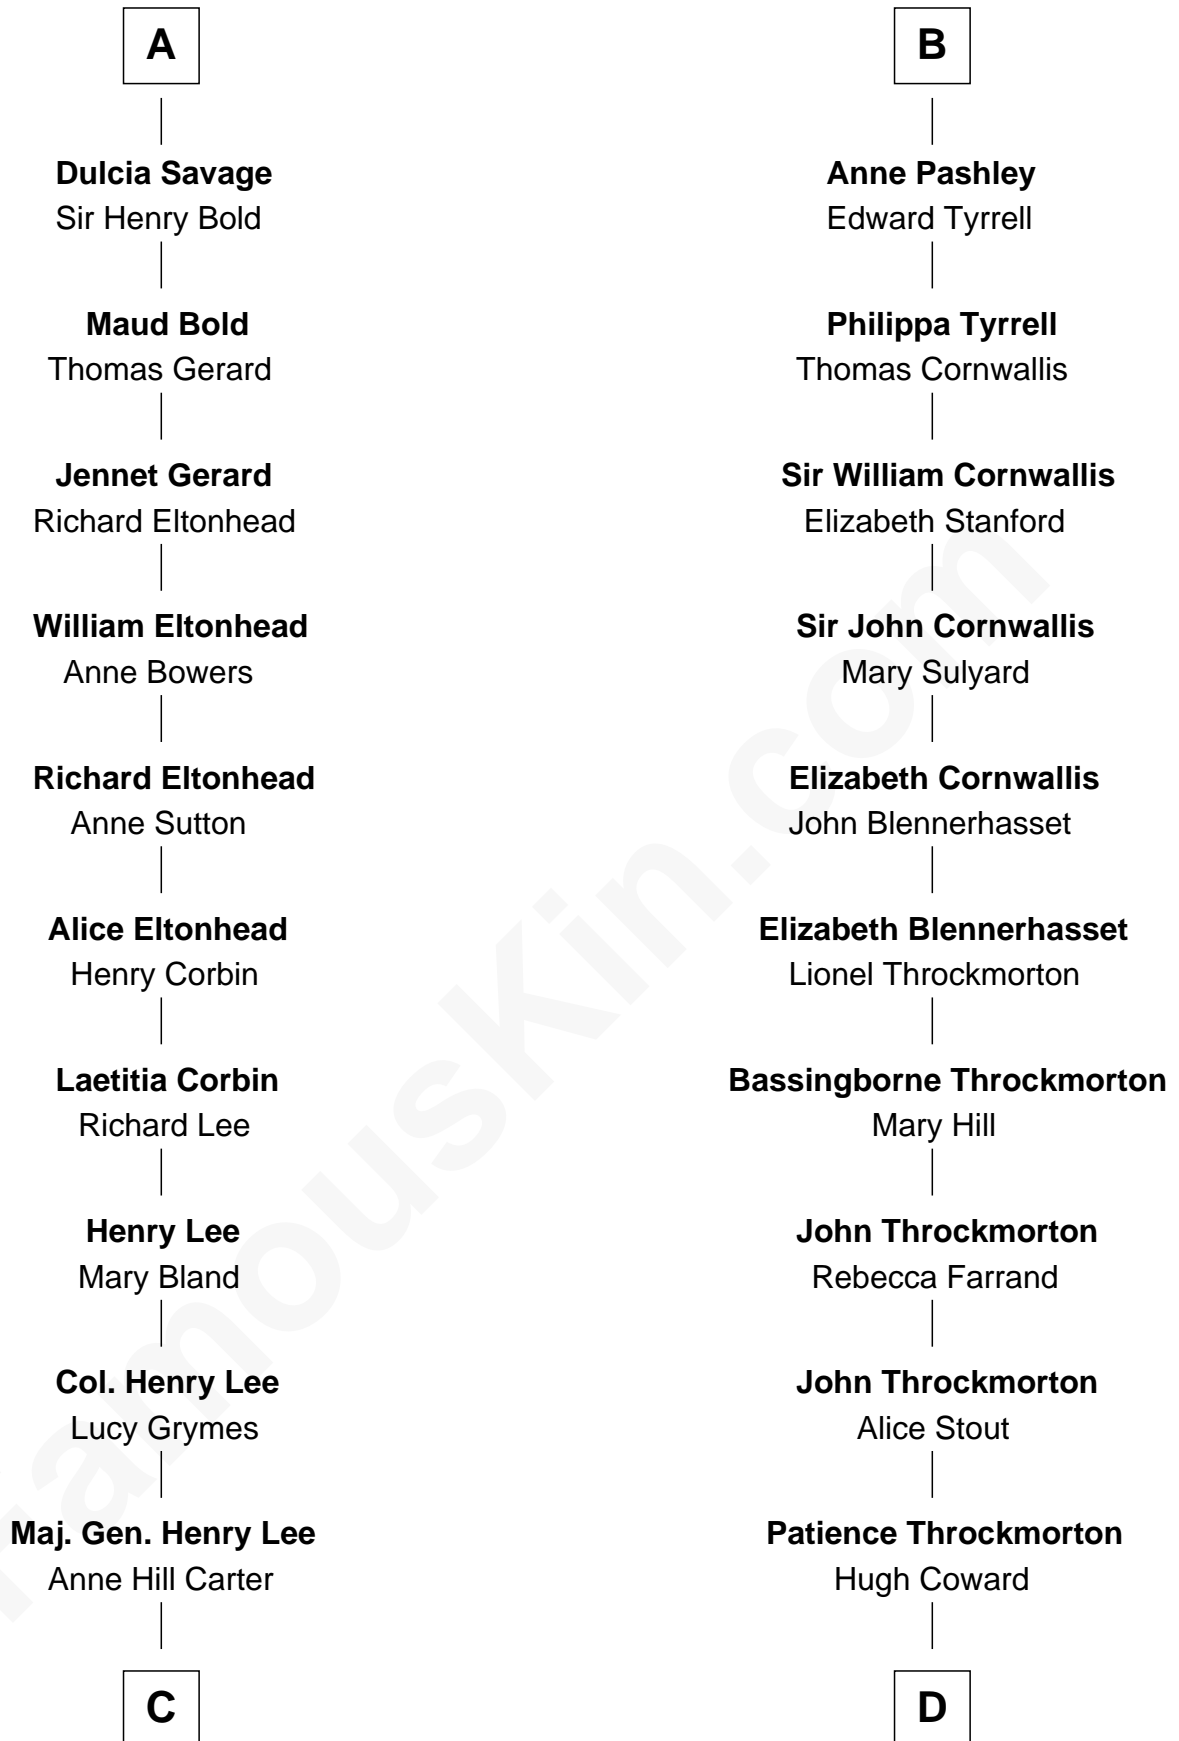 A
Dulcia Savage
Sir Henry Bold
Maud Bold
Thomas Gerard
Jennet Gerard
Richard Eltonhead
William Eltonhead
Anne Bowers
Richard Eltonhead
Anne Sutton
Alice Eltonhead
Henry Corbin
Laetitia Corbin
Richard Lee
Henry Lee
Mary Bland
Col. Henry Lee
Lucy Grymes
Maj. Gen. Henry Lee
Anne Hill Carter
C
B
Anne Pashley
Edward Tyrrell
Philippa Tyrrell
Thomas Cornwallis
Sir William Cornwallis
Elizabeth Stanford
Sir John Cornwallis
Mary Sulyard
Elizabeth Cornwallis
John Blennerhasset
Elizabeth Blennerhasset
Lionel Throckmorton
Bassingborne Throckmorton
Mary Hill
John Throckmorton
Rebecca Farrand
John Throckmorton
Alice Stout
Patience Throckmorton
Hugh Coward
D
FamousKin.com